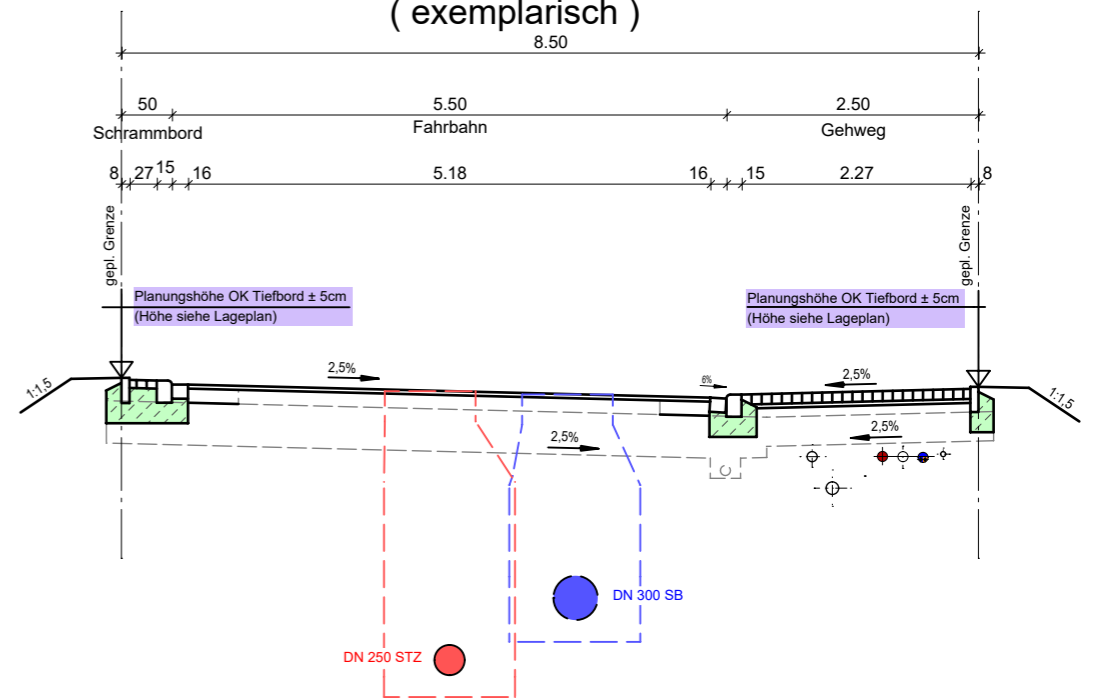 ( exemplarisch )
8.50
50 5.50 2.50
Schrammbord Fahrbahn Gehweg
8 27 15 16 5.18 16 15 2.27 8
gepl. Grenze gepl. Grenze
Planungshöhe OK Tiefbord ± 5cm
(Höhe siehe Lageplan)
Planungshöhe OK Tiefbord ± 5cm
(Höhe siehe Lageplan)
1:1,5 2,5% 6% 2,5% 1:1,5
2,5% 2,5%
DN 300 SB
DN 250 STZ